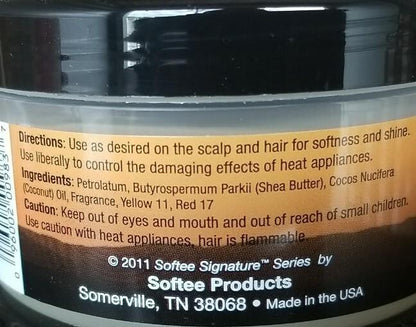 Directions: Use as desired on the scalp and hair for softness and shine.
Use liberally to control the damaging effects of heat appliances.
Ingredients: Petrolatum, Butyrospermum Parkii (Shea Butter), Cocos Nucifera
(Coconut) Oil, Fragrance, Yellow 11, Red 17
Caution: Keep out of eyes and mouth and out of reach of small children.
Use caution with heat appliances, hair is flammable.
© 2011 Softee Signature™ Series by
Softee Products
Somerville, TN 38068 • Made in the USA